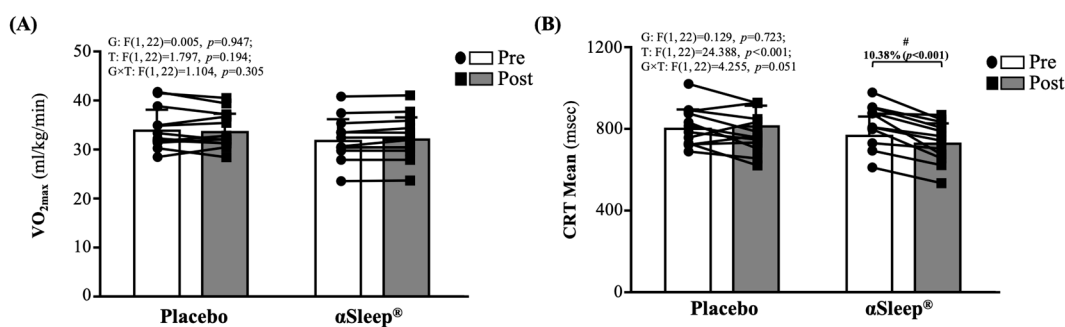 (A)
G: F(1, 22)=0.005, p=0.947;
T: F(1, 22)=1.797, p=0.194;
G×T: F(1, 22)=1.104, p=0.305
Pre
Post
VO2max (ml/kg/min)
50
40
30
20
10
0
Placebo
αSleep®
(B)
G: F(1, 22)=0.129, p=0.723;
T: F(1, 22)=24.388, p<0.001;
G×T: F(1, 22)=4.255, p=0.051
#
10.38% (p<0.001)
Pre
Post
CRT Mean (msec)
1200
800
400
0
Placebo
αSleep®